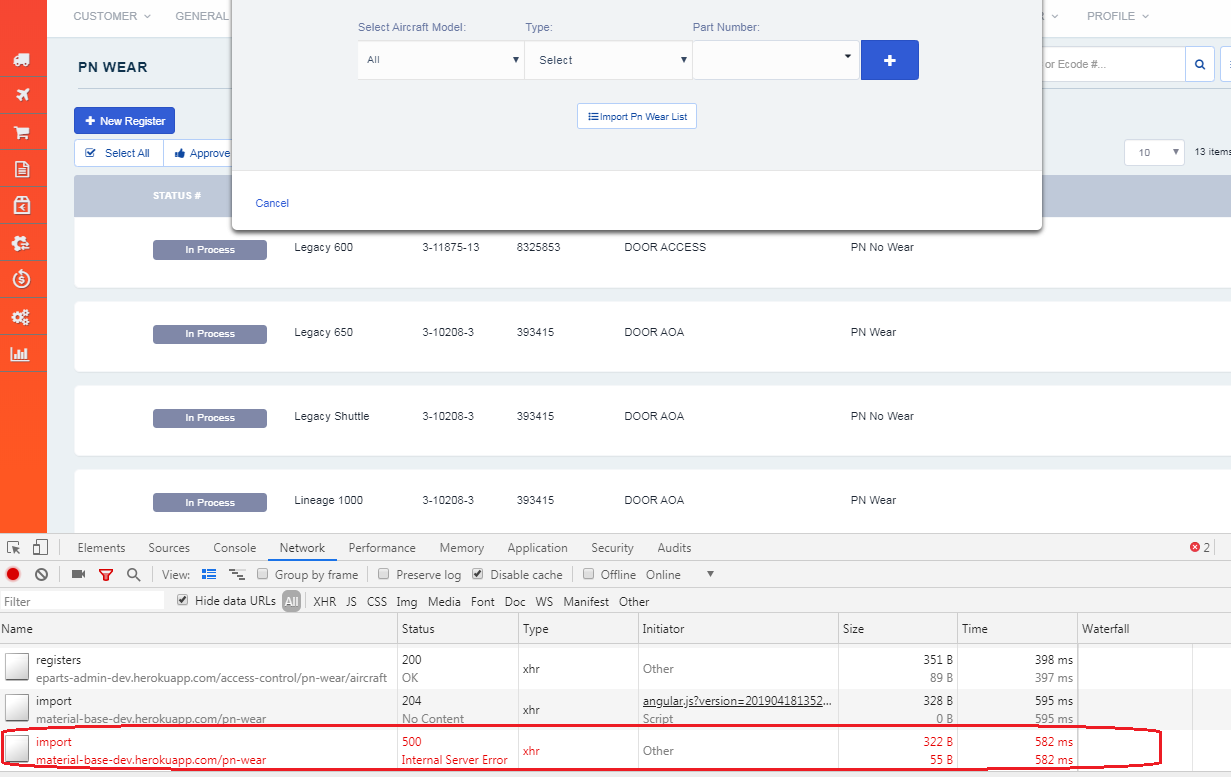 CUSTOMER
GENERAL
PROFILE
Select Aircraft Model:
Type:
Part Number:
All
Select
PN WEAR
or Ecode #...
New Register
Import Pn Wear List
Select All
Approve
10
13 items
STATUS #
Cancel
In Process Legacy 600 3-11875-13 8325853 DOOR ACCESS PN No Wear
In Process Legacy 650 3-10208-3 393415 DOOR AOA PN Wear
In Process Legacy Shuttle 3-10208-3 393415 DOOR AOA PN No Wear
In Process Lineage 1000 3-10208-3 393415 DOOR AOA PN Wear
Elements Sources Console Network Performance Memory Application Security Audits 2
View: Group by frame Preserve log Disable cache Offline Online
Filter Hide data URLs All XHR JS CSS Img Media Font Doc WS Manifest Other
Name Status Type Initiator Size Time Waterfall
registers 200 xhr Other 351 B 398 ms
eparts-admin-dev.herokuapp.com/access-control/pn-wear/aircraft OK 89 B 397 ms
import 204 xhr angular.js?version=201904181352... 328 B 595 ms
material-base-dev.herokuapp.com/pn-wear No Content Script 0 B 595 ms
import 500 xhr Other 322 B 582 ms
material-base-dev.herokuapp.com/pn-wear Internal Server Error 55 B 582 ms